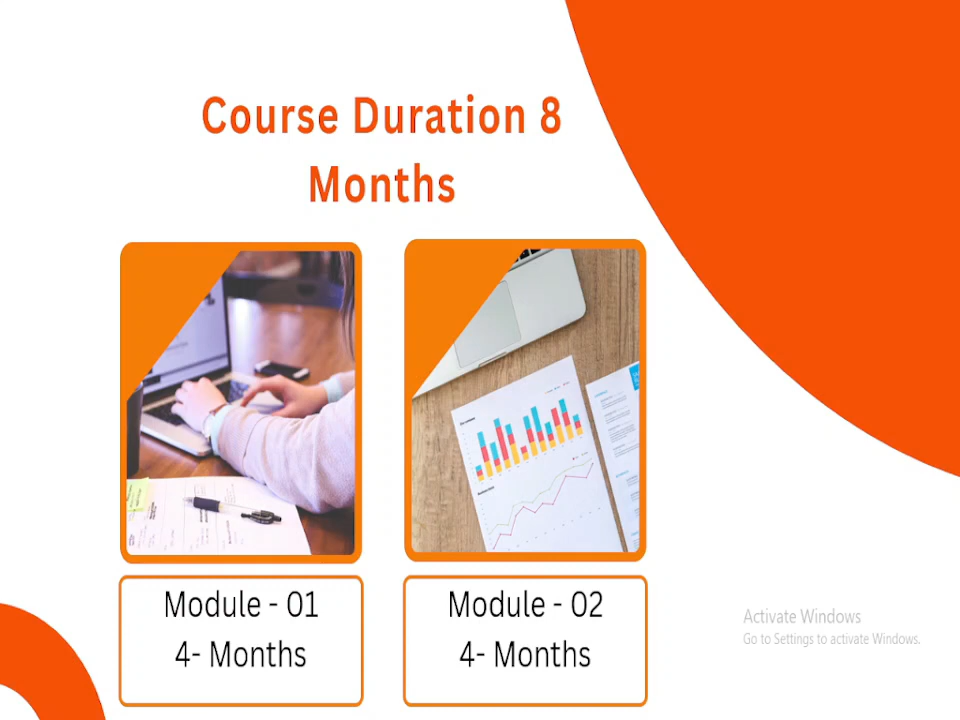 Course Duration 8
Months
Module - 01
4- Months
Module - 02
4- Months
Activate Windows
Go to Settings to activate Windows.